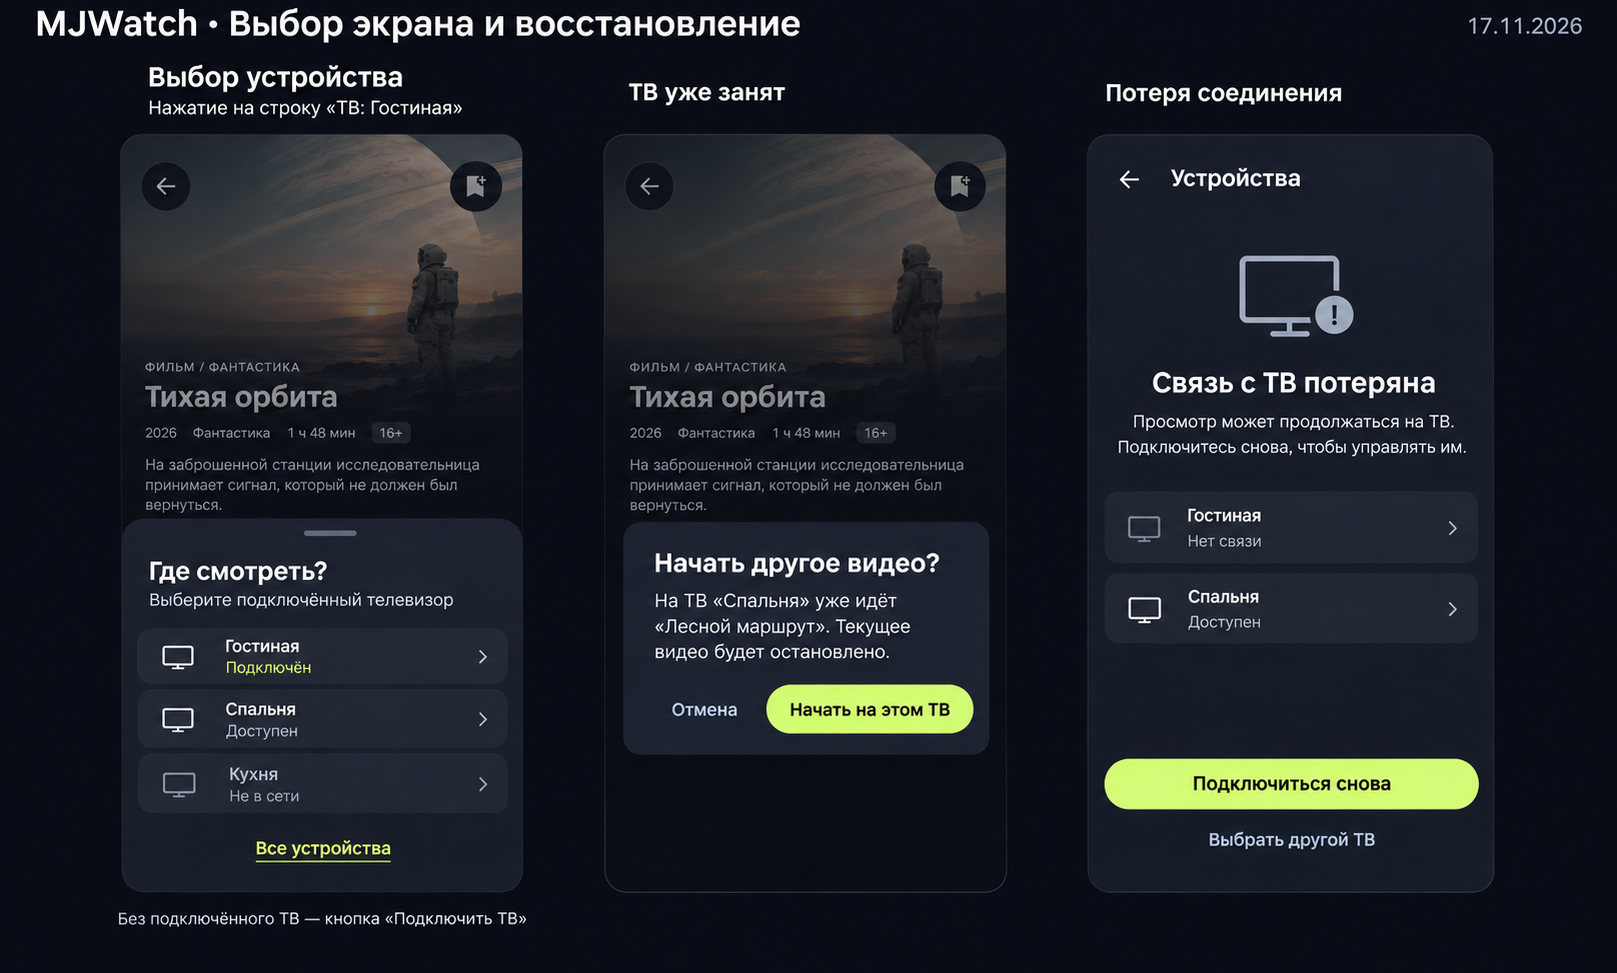 MJWatch • Выбор экрана и восстановление
17.11.2026
Выбор устройства
Нажатие на строку «ТВ: Гостиная»
ФИЛЬМ / ФАНТАСТИКА
Тихая орбита
2026 Фантастика 1 ч 48 мин 16+
На заброшенной станции исследовательница
принимает сигнал, который не должен был
вернуться.
Где смотреть?
Выберите подключённый телевизор
Гостиная
Подключён
Спальня
Доступен
Кухня
Не в сети
Все устройства
Без подключённого ТВ — кнопка «Подключить ТВ»
ТВ уже занят
ФИЛЬМ / ФАНТАСТИКА
Тихая орбита
2026 Фантастика 1 ч 48 мин 16+
На заброшенной станции исследовательница
принимает сигнал, который не должен был
вернуться.
Начать другое видео?
На ТВ «Спальня» уже идёт
«Лесной маршрут». Текущее
видео будет остановлено.
Отмена
Начать на этом ТВ
Потеря соединения
Устройства
Связь с ТВ потеряна
Просмотр может продолжаться на ТВ.
Подключитесь снова, чтобы управлять им.
Гостиная
Нет связи
Спальня
Доступен
Подключиться снова
Выбрать другой ТВ